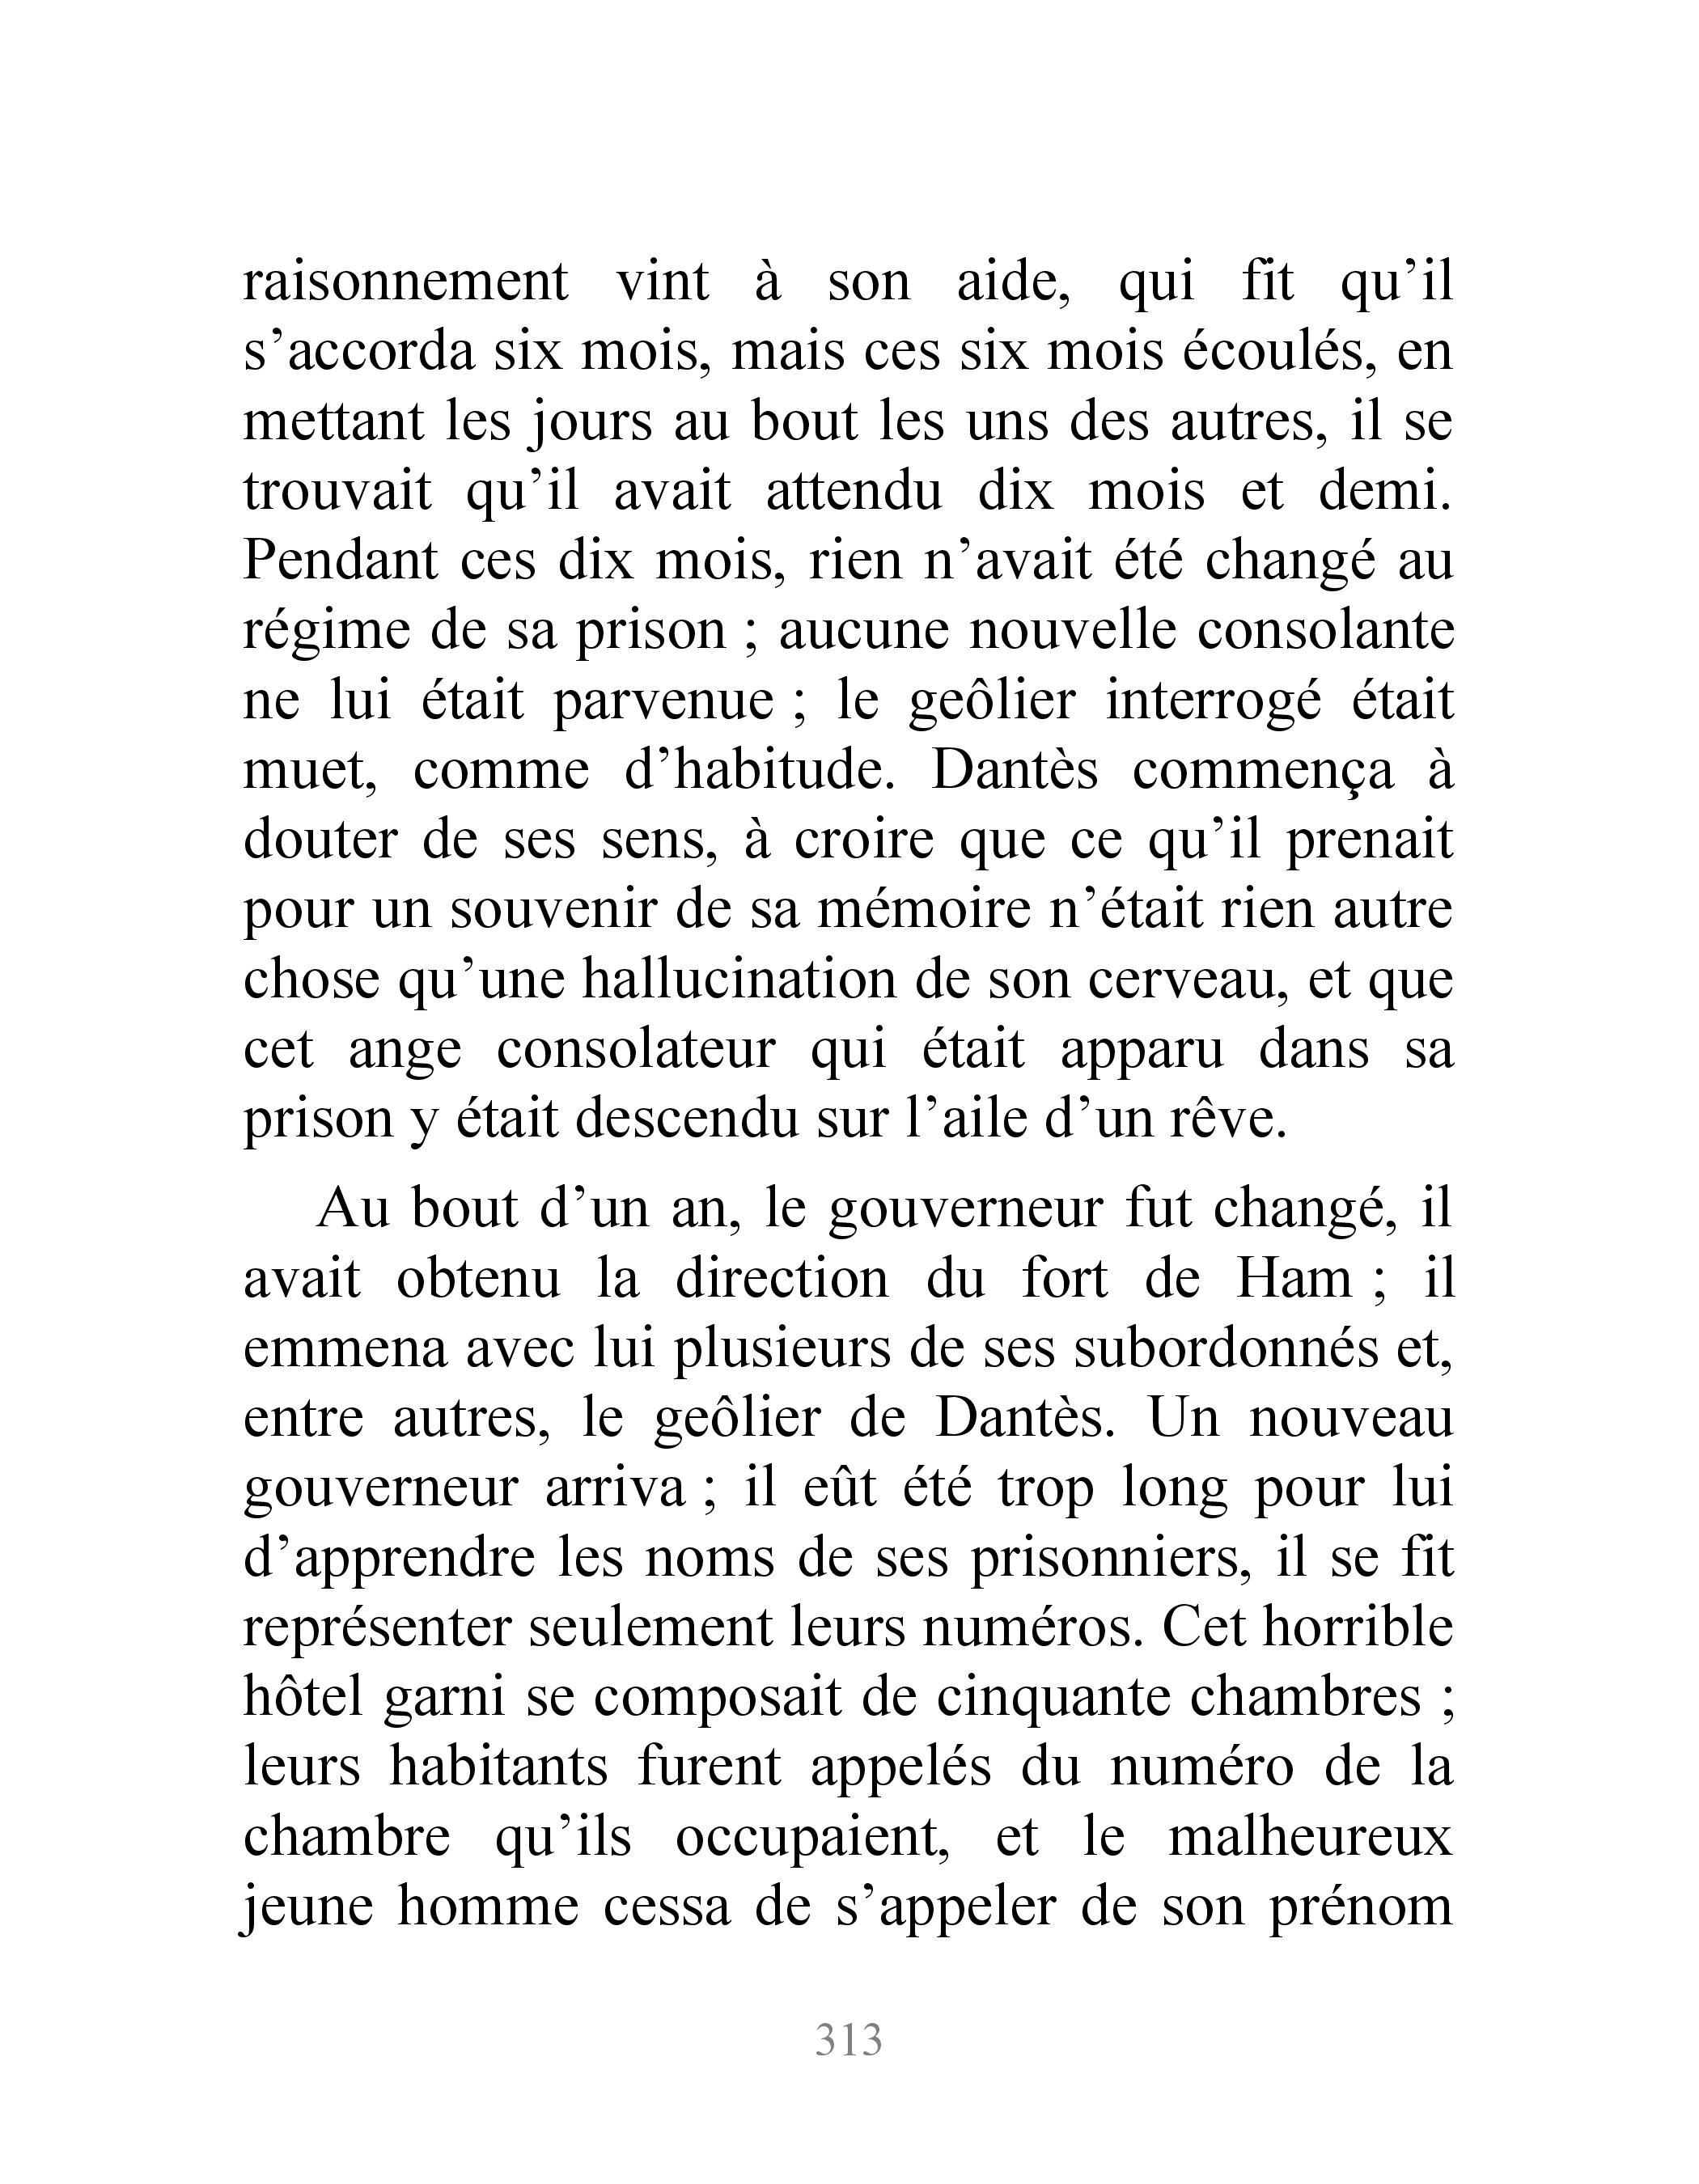 raisonnement vint à son aide, qui fit qu’il
s’accorda six mois, mais ces six mois écoulés, en
mettant les jours au bout les uns des autres, il se
trouvait qu’il avait attendu dix mois et demi.
Pendant ces dix mois, rien n’avait été changé au
régime de sa prison ; aucune nouvelle consolante
ne lui était parvenue ; le geôlier interrogé était
muet, comme d’habitude. Dantès commença à
douter de ses sens, à croire que ce qu’il prenait
pour un souvenir de sa mémoire n’était rien autre
chose qu’une hallucination de son cerveau, et que
cet ange consolateur qui était apparu dans sa
prison y était descendu sur l’aile d’un rêve.
Au bout d’un an, le gouverneur fut changé, il
avait obtenu la direction du fort de Ham ; il
emmena avec lui plusieurs de ses subordonnés et,
entre autres, le geôlier de Dantès. Un nouveau
gouverneur arriva ; il eût été trop long pour lui
d’apprendre les noms de ses prisonniers, il se fit
représenter seulement leurs numéros. Cet horrible
hôtel garni se composait de cinquante chambres ;
leurs habitants furent appelés du numéro de la
chambre qu’ils occupaient, et le malheureux
jeune homme cessa de s’appeler de son prénom
313